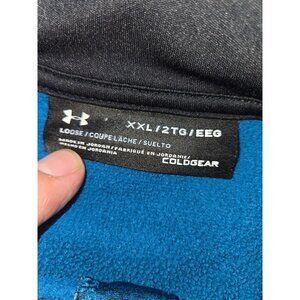 XXL/2TG/EEG
LOOSE/COUPE LÂCHE/SUELTO
MADE IN JORDAN/FABRIQUÉ EN JORDANIE/
HECHO EN JORDANIA
COLDGEAR